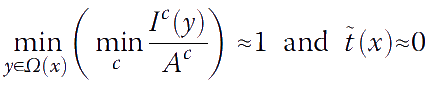 min_{y∈Ω(x)} ( min_c I^c(y) / A^c ) ≈1 and t̃(x)≈0